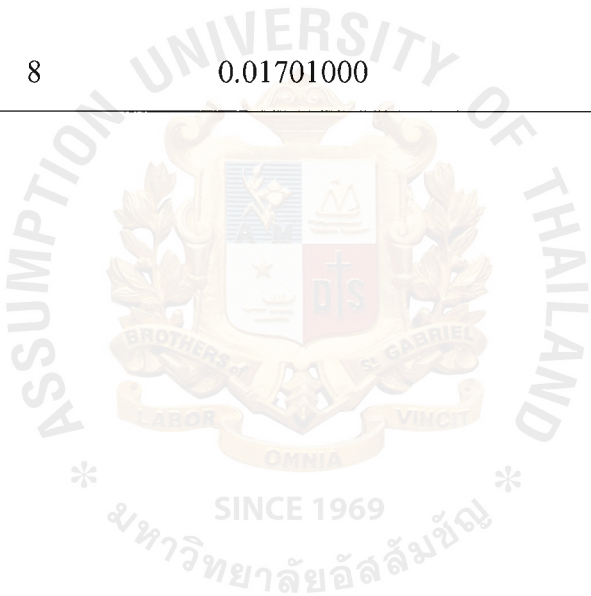 8 0.01701000
ASSUMPTION UNIVERSITY OF THAILAND
A M
D S
BROTHERS of St GABRIEL
LABOR OMNIA VINCIT
* SINCE 1969 *
มหาวิทยาลัยอัสสัมชัญ